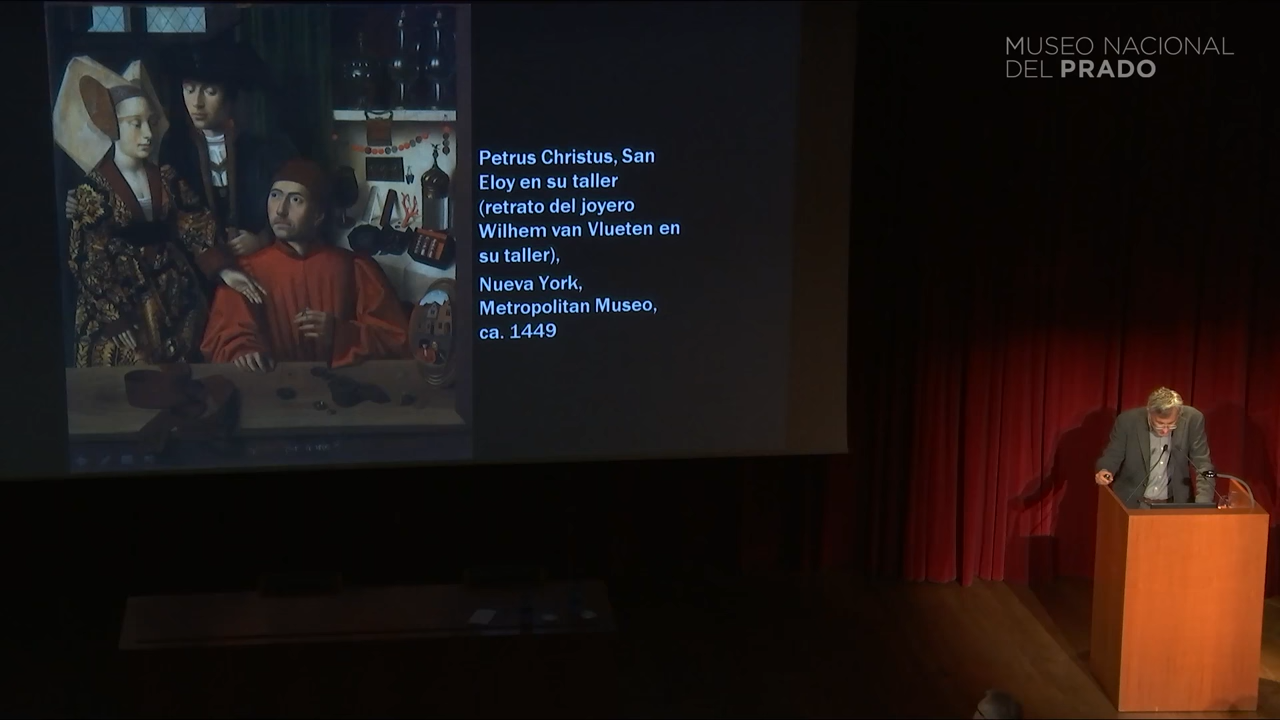 MUSEO NACIONAL
DEL PRADO
Petrus Christus, San
Eloy en su taller
(retrato del joyero
Wilhem van Vlueten en
su taller),
Nueva York,
Metropolitan Museo,
ca. 1449